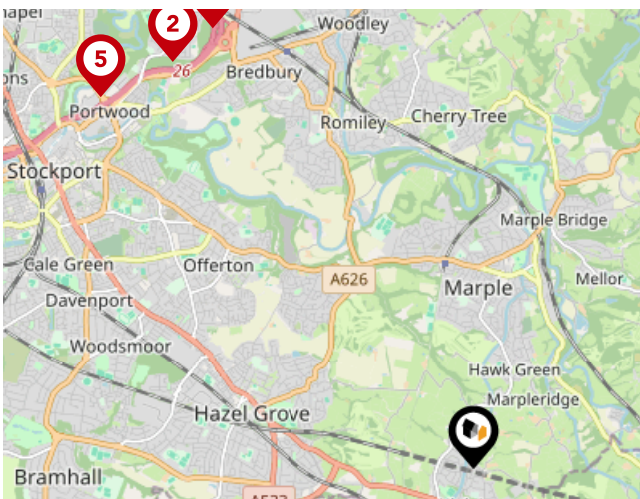 Woodley
2
5
26
Bredbury
Portwood
Romiley
Cherry Tree
Stockport
Marple Bridge
Cale Green
Offerton
A626
Mellor
Marple
Davenport
Woodsmoor
Hawk Green
Marpleridge
Hazel Grove
Bramhall